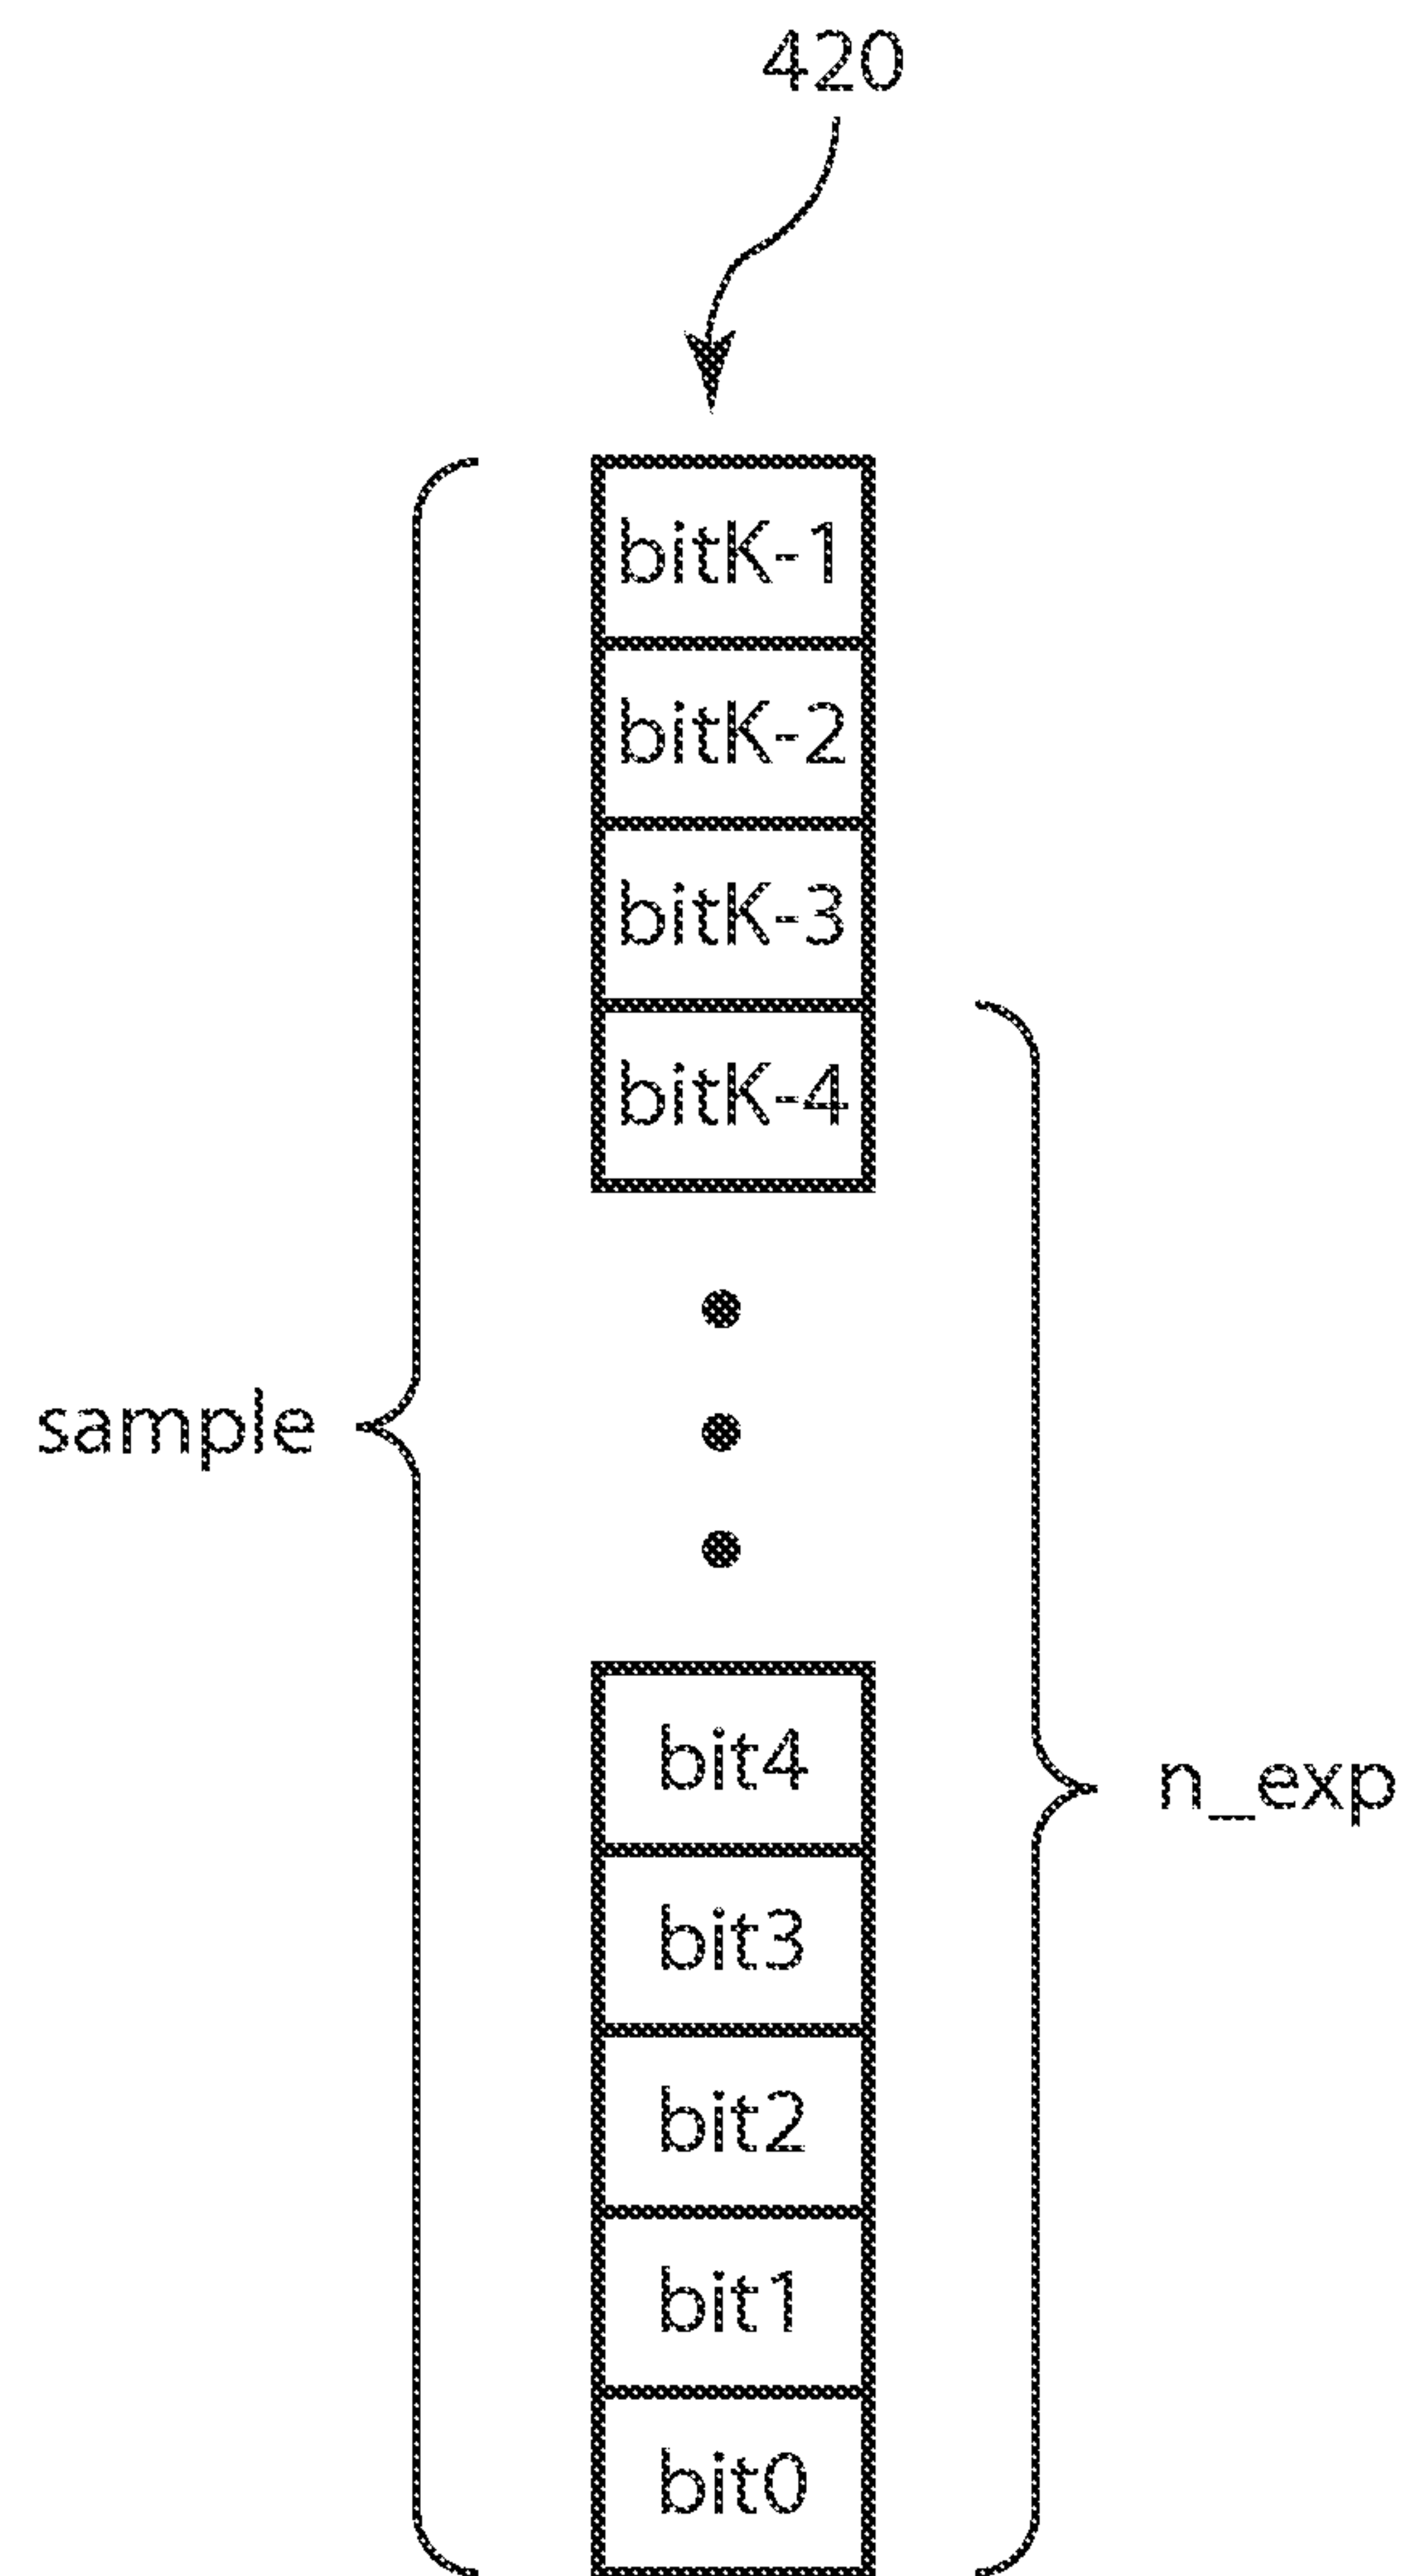 420
bitK-1
bitK-2
bitK-3
bitK-4
sample
bit4
n_exp
bit3
bit2
bit1
bit0